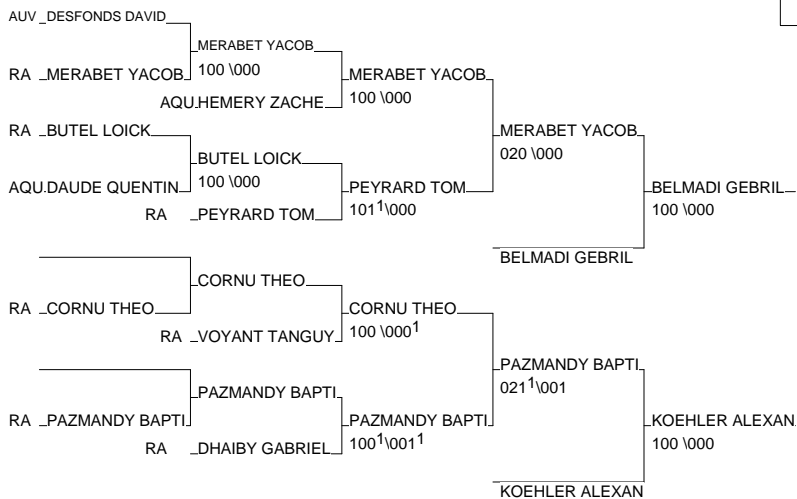 AUV DESFONDS DAVID
MERABET YACOB
RA MERABET YACOB 100 \000 MERABET YACOB
AQU.HEMERY ZACHE 100 \000
RA BUTEL LOICK MERABET YACOB
BUTEL LOICK 020 \000
AQU.DAUDE QUENTIN 100 \000 PEYRARD TOM BELMADI GEBRIL
RA PEYRARD TOM 101¹\000 100 \000
BELMADI GEBRIL
CORNU THEO
RA CORNU THEO CORNU THEO
RA VOYANT TANGUY 100 \000¹
PAZMANDY BAPTI
PAZMANDY BAPTI 021¹\001
RA PAZMANDY BAPTI PAZMANDY BAPTI KOEHLER ALEXAN
RA DHAIBY GABRIEL 100¹\001¹ 100 \000
KOEHLER ALEXAN